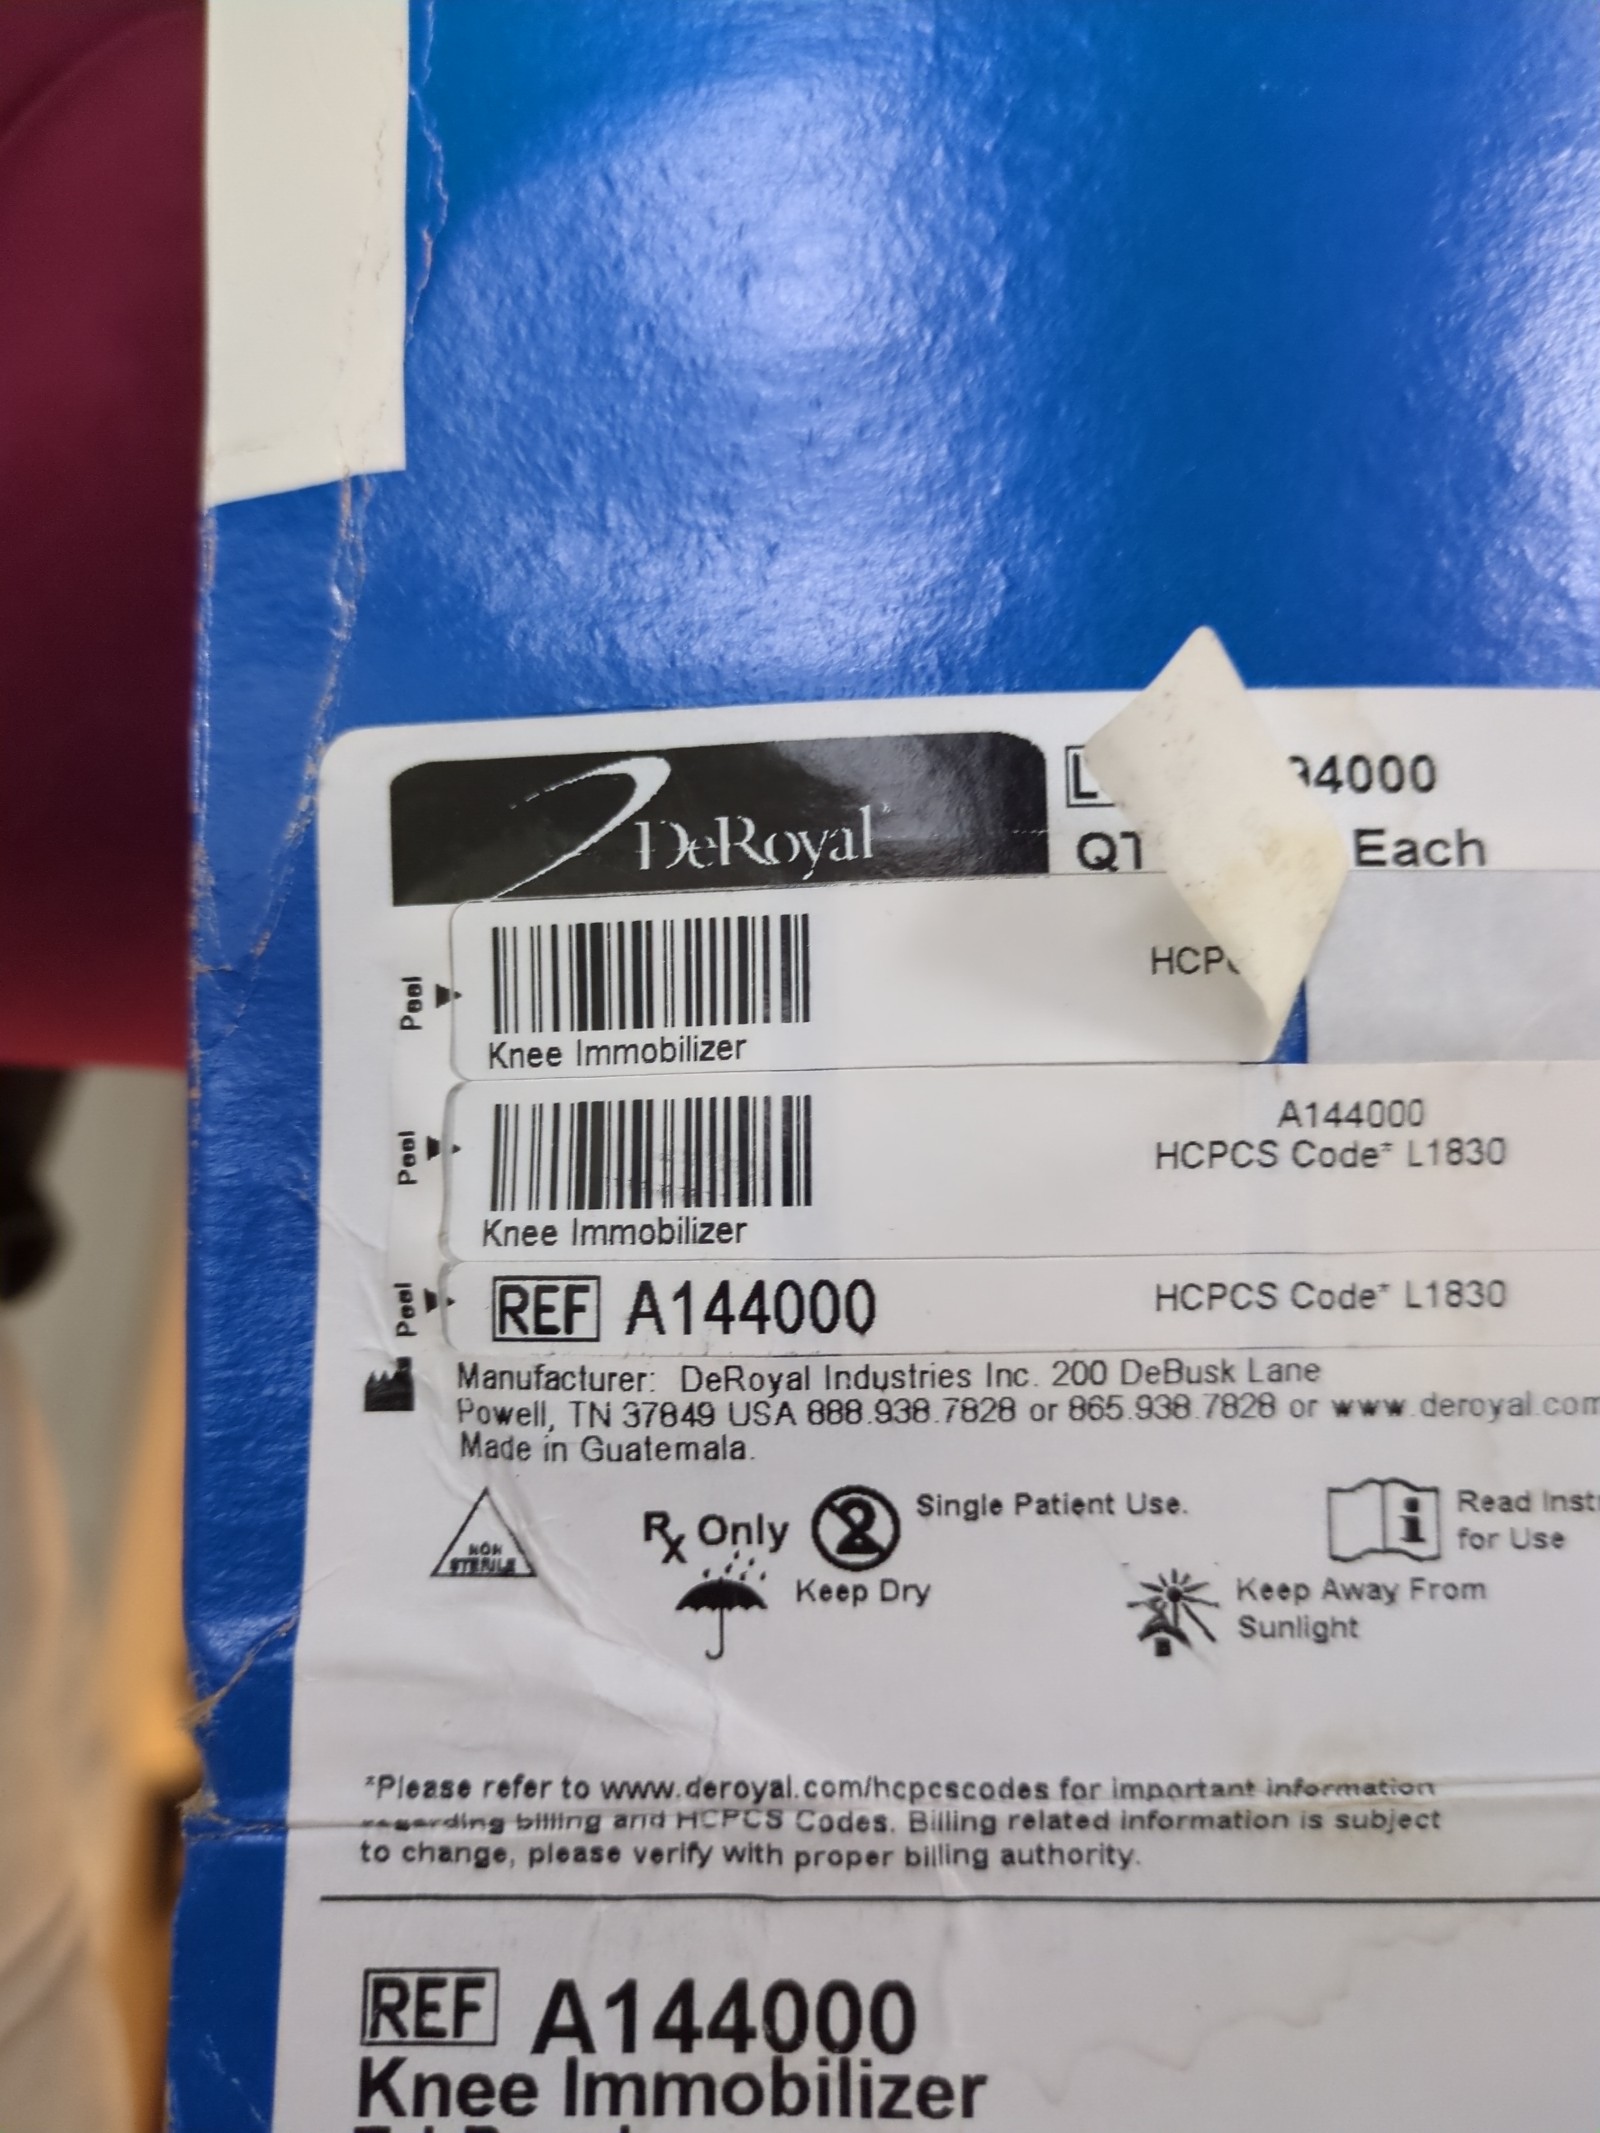 DeRoyal
4000
Each
Peel
HCP
Knee Immobilizer
Peel
A144000
HCPCS Code* L1830
Knee Immobilizer
Peel
REF A144000
HCPCS Code* L1830
Manufacturer: DeRoyal Industries Inc. 200 DeBusk Lane
Powell, TN 37849 USA 888.938.7828 or 865.938.7828 or www.deroyal.com
Made in Guatemala.
NON
STERILE
Rx Only
Single Patient Use.
Read
for Use
Keep Dry
Keep Away From
Sunlight
*Please refer to www.deroyal.com/hcpcscodes for important information
regarding billing and HCPCS Codes. Billing related information is subject
to change, please verify with proper billing authority.
REF A144000
Knee Immobilizer